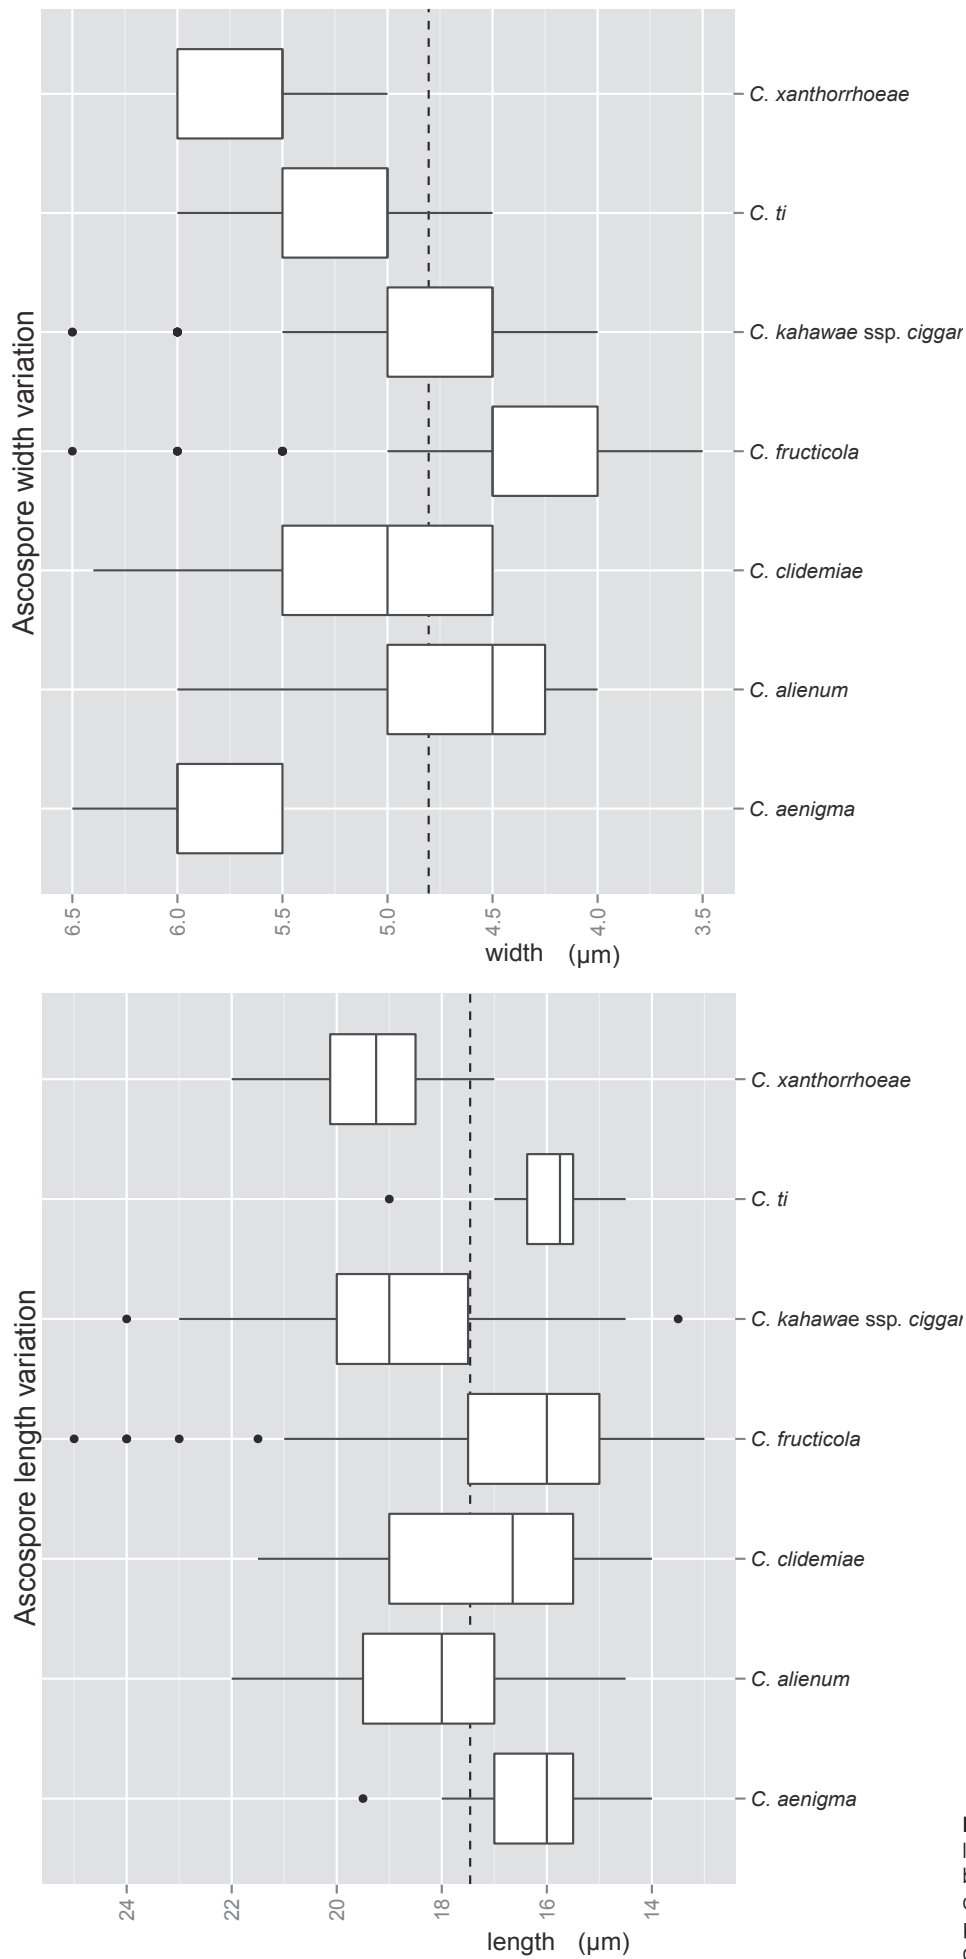 Ascospore width variation
C. xanthorrhoeae
C. ti
C. kahawae ssp.
C. fructicola
C. clidemiae
C. alienum
C. aenigma
6.5
6.0
5.5
5.0
4.5
4.0
3.5
width (µm)
Ascospore length variation
C. xanthorrhoeae
C. ti
C. kahawae ssp.
C. fructicola
C. clidemiae
C. alienum
C. aenigma
24
22
20
18
16
14
length (µm)